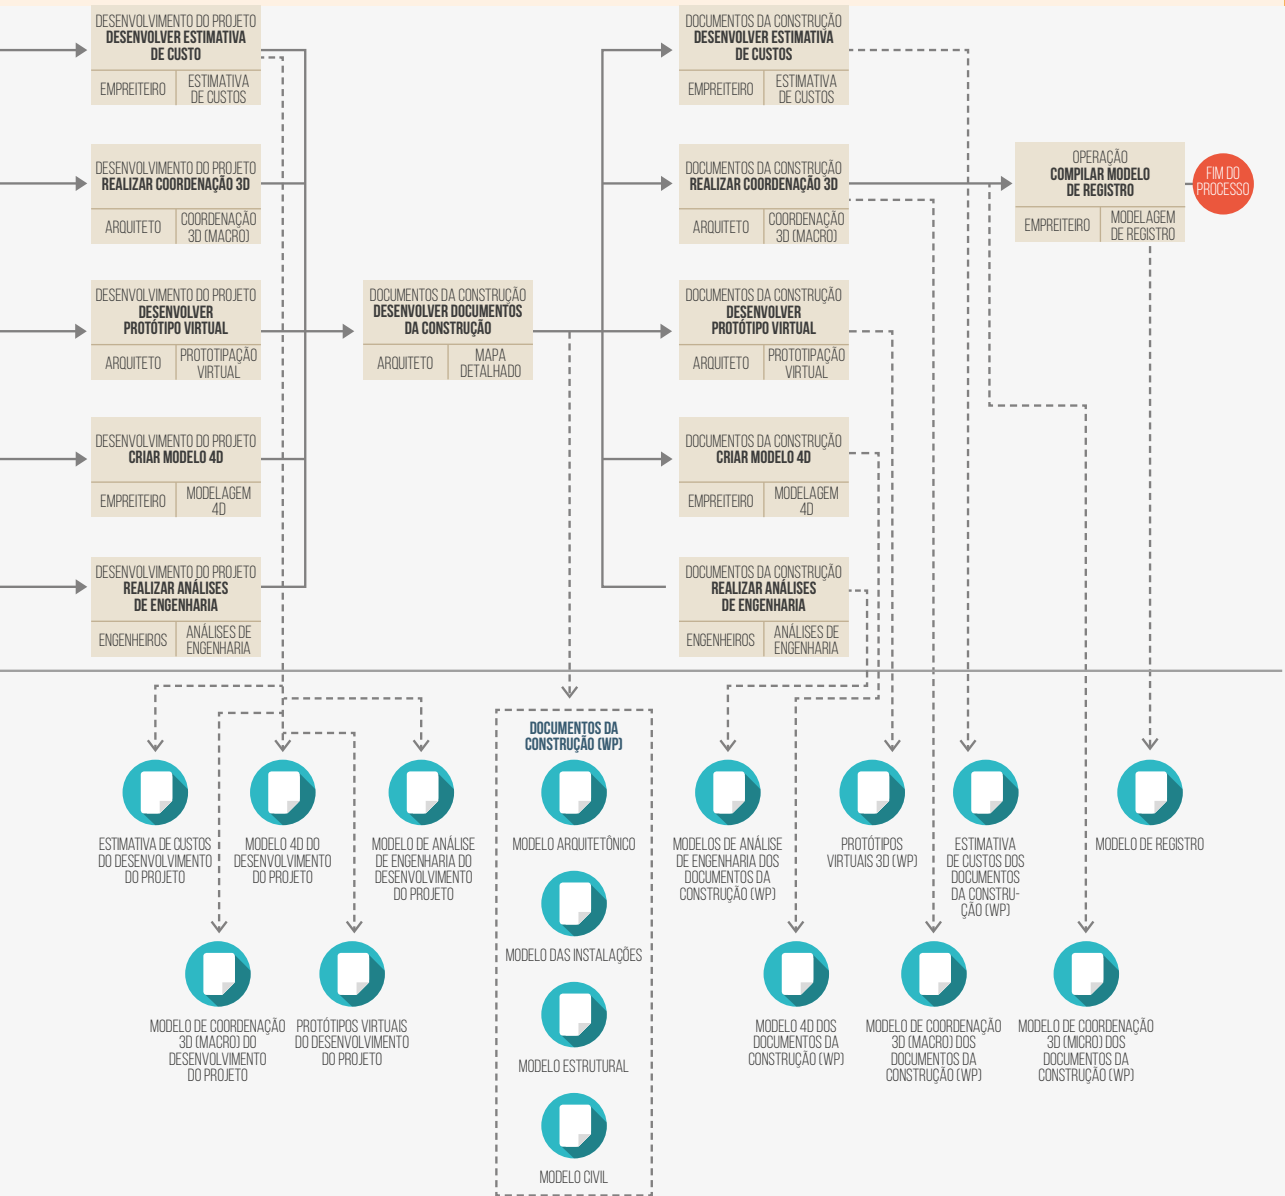 DESENVOLVIMENTO DO PROJETO
DESENVOLVER ESTIMATIVA
DE CUSTO
EMPREITEIRO
ESTIMATIVA
DE CUSTOS
DOCUMENTOS DA CONSTRUÇÃO
DESENVOLVER ESTIMATIVA
DE CUSTOS
EMPREITEIRO
ESTIMATIVA
DE CUSTOS
DESENVOLVIMENTO DO PROJETO
REALIZAR COORDENAÇÃO 3D
ARQUITETO
COORDENAÇÃO
3D (MACRO)
DOCUMENTOS DA CONSTRUÇÃO
REALIZAR COORDENAÇÃO 3D
ARQUITETO
COORDENAÇÃO
3D (MACRO)
OPERAÇÃO
COMPILAR MODELO
DE REGISTRO
EMPREITEIRO
MODELAGEM
DE REGISTRO
FIM DO
PROCESSO
DESENVOLVIMENTO DO PROJETO
DESENVOLVER
PROTÓTIPO VIRTUAL
ARQUITETO
PROTOTIPAÇÃO
VIRTUAL
DOCUMENTOS DA CONSTRUÇÃO
DESENVOLVER DOCUMENTOS
DA CONSTRUÇÃO
ARQUITETO
MAPA
DETALHADO
DOCUMENTOS DA CONSTRUÇÃO
DESENVOLVER
PROTÓTIPO VIRTUAL
ARQUITETO
PROTOTIPAÇÃO
VIRTUAL
DESENVOLVIMENTO DO PROJETO
CRIAR MODELO 4D
EMPREITEIRO
MODELAGEM
4D
DOCUMENTOS DA CONSTRUÇÃO
CRIAR MODELO 4D
EMPREITEIRO
MODELAGEM
4D
DESENVOLVIMENTO DO PROJETO
REALIZAR ANÁLISES
DE ENGENHARIA
ENGENHEIROS
ANÁLISES DE
ENGENHARIA
DOCUMENTOS DA CONSTRUÇÃO
REALIZAR ANÁLISES
DE ENGENHARIA
ENGENHEIROS
ANÁLISES DE
ENGENHARIA
ESTIMATIVA DE CUSTOS
DO DESENVOLVIMENTO
DO PROJETO
MODELO 4D DO
DESENVOLVIMENTO
DO PROJETO
MODELO DE ANÁLISE
DE ENGENHARIA DO
DESENVOLVIMENTO
DO PROJETO
MODELO DE COORDENAÇÃO
3D (MACRO) DO
DESENVOLVIMENTO
DO PROJETO
PROTÓTIPOS VIRTUAIS
DO DESENVOLVIMENTO
DO PROJETO
DOCUMENTOS DA
CONSTRUÇÃO (WP)
MODELO ARQUITETÔNICO
MODELO DAS INSTALAÇÕES
MODELO ESTRUTURAL
MODELO CIVIL
MODELOS DE ANÁLISE
DE ENGENHARIA DOS
DOCUMENTOS DA
CONSTRUÇÃO (WP)
PROTÓTIPOS
VIRTUAIS 3D (WP)
ESTIMATIVA
DE CUSTOS DOS
DOCUMENTOS
DA CONSTRU-
ÇÃO (WP)
MODELO DE REGISTRO
MODELO 4D DOS
DOCUMENTOS DA
CONSTRUÇÃO (WP)
MODELO DE COORDENAÇÃO
3D (MACRO) DOS
DOCUMENTOS DA
CONSTRUÇÃO (WP)
MODELO DE COORDENAÇÃO
3D (MICRO) DOS
DOCUMENTOS DA
CONSTRUÇÃO (WP)